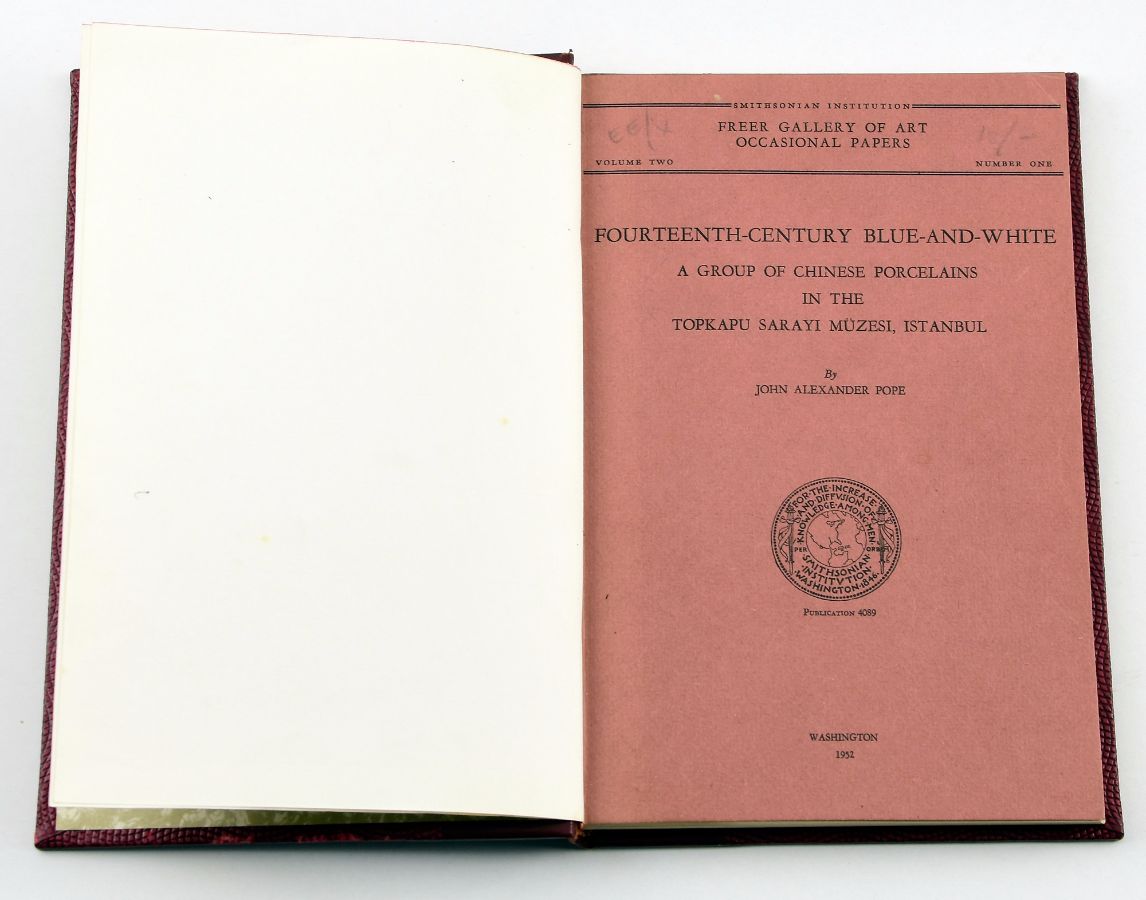 SMITHSONIAN INSTITUTION
FREER GALLERY OF ART
OCCASIONAL PAPERS
VOLUME TWO NUMBER ONE
FOURTEENTH-CENTURY BLUE-AND-WHITE
A GROUP OF CHINESE PORCELAINS
IN THE
TOPKAPU SARAYI MÜZESI, ISTANBUL
By
JOHN ALEXANDER POPE
FOR·THE·INCREASE
AND·DIFFVSION·OF
KNOWLEDGE·AMONG·MEN
PER ORBEM
SMITHSONIAN
INSTITVTION
WASHINGTON·1846
PUBLICATION 4089
WASHINGTON
1952